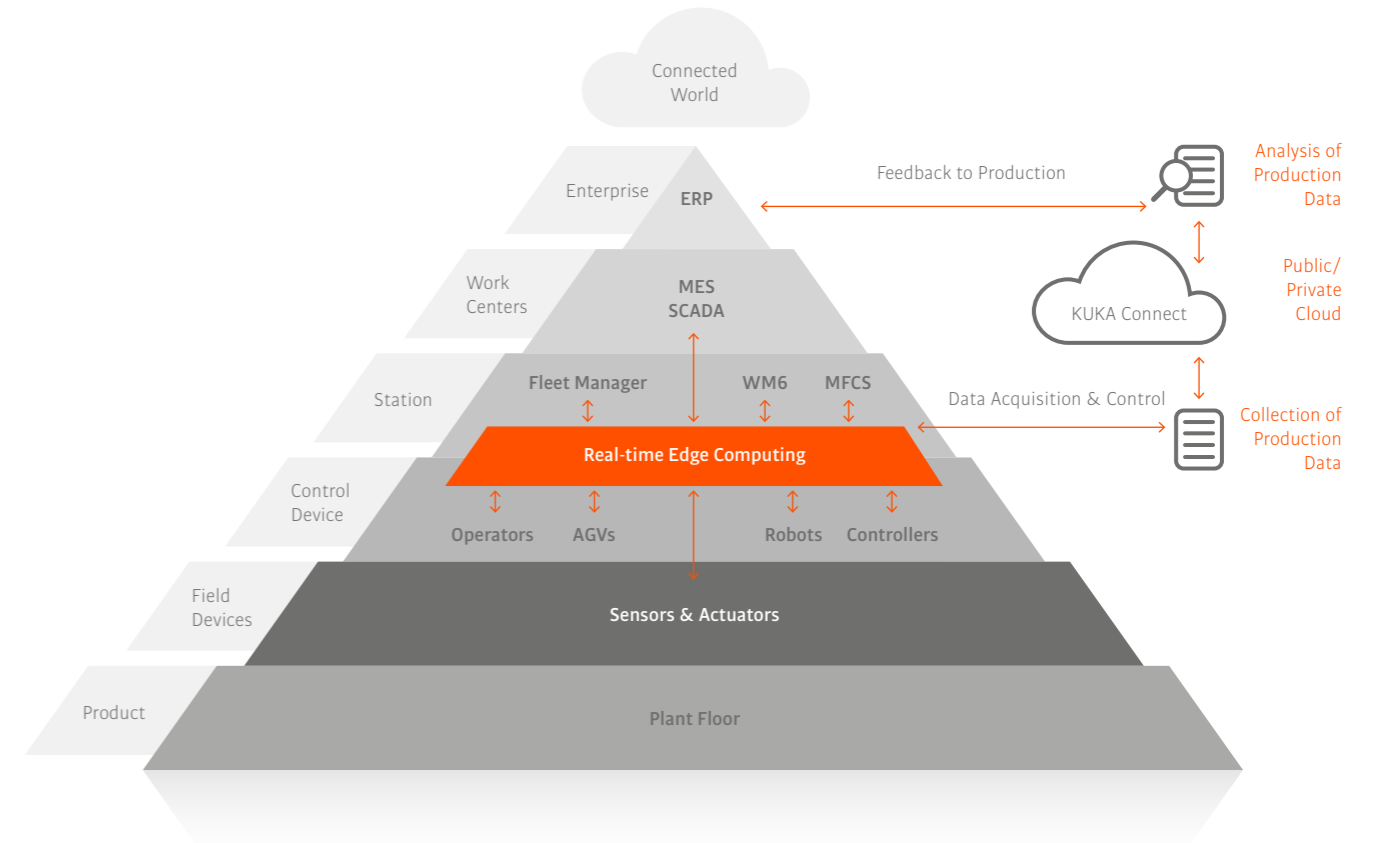 Connected
World
Enterprise
ERP
Feedback to Production
Analysis of
Production
Data
Work
Centers
MES
SCADA
KUKA Connect
Public/
Private
Cloud
Station
Fleet Manager
WM6
MFCS
Data Acquisition & Control
Collection of
Production
Data
Real-time Edge Computing
Control
Device
Operators
AGVs
Robots
Controllers
Field
Devices
Sensors & Actuators
Product
Plant Floor